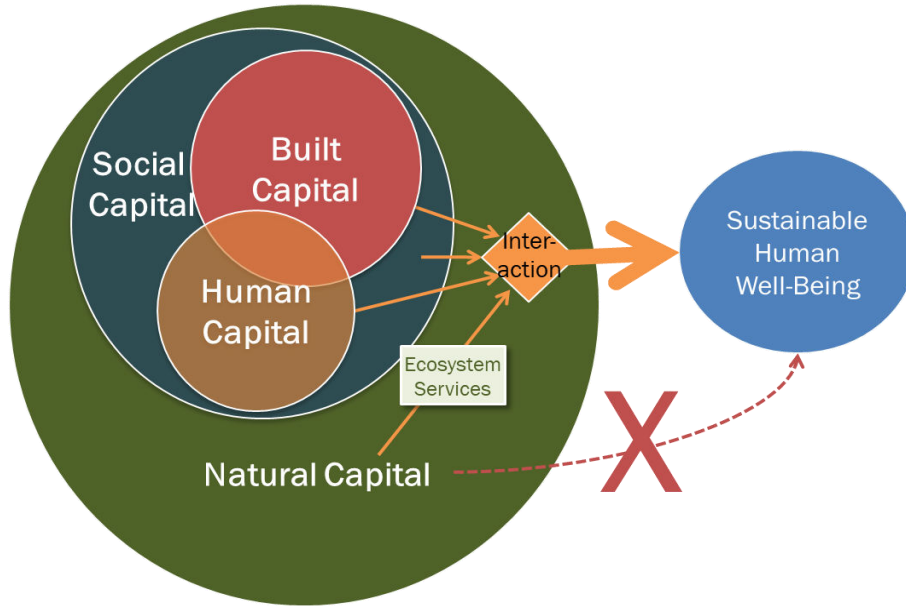 Social
Capital
Built
Capital
Human
Capital
Inter-
action
Sustainable
Human
Well-Being
Ecosystem
Services
Natural Capital
X